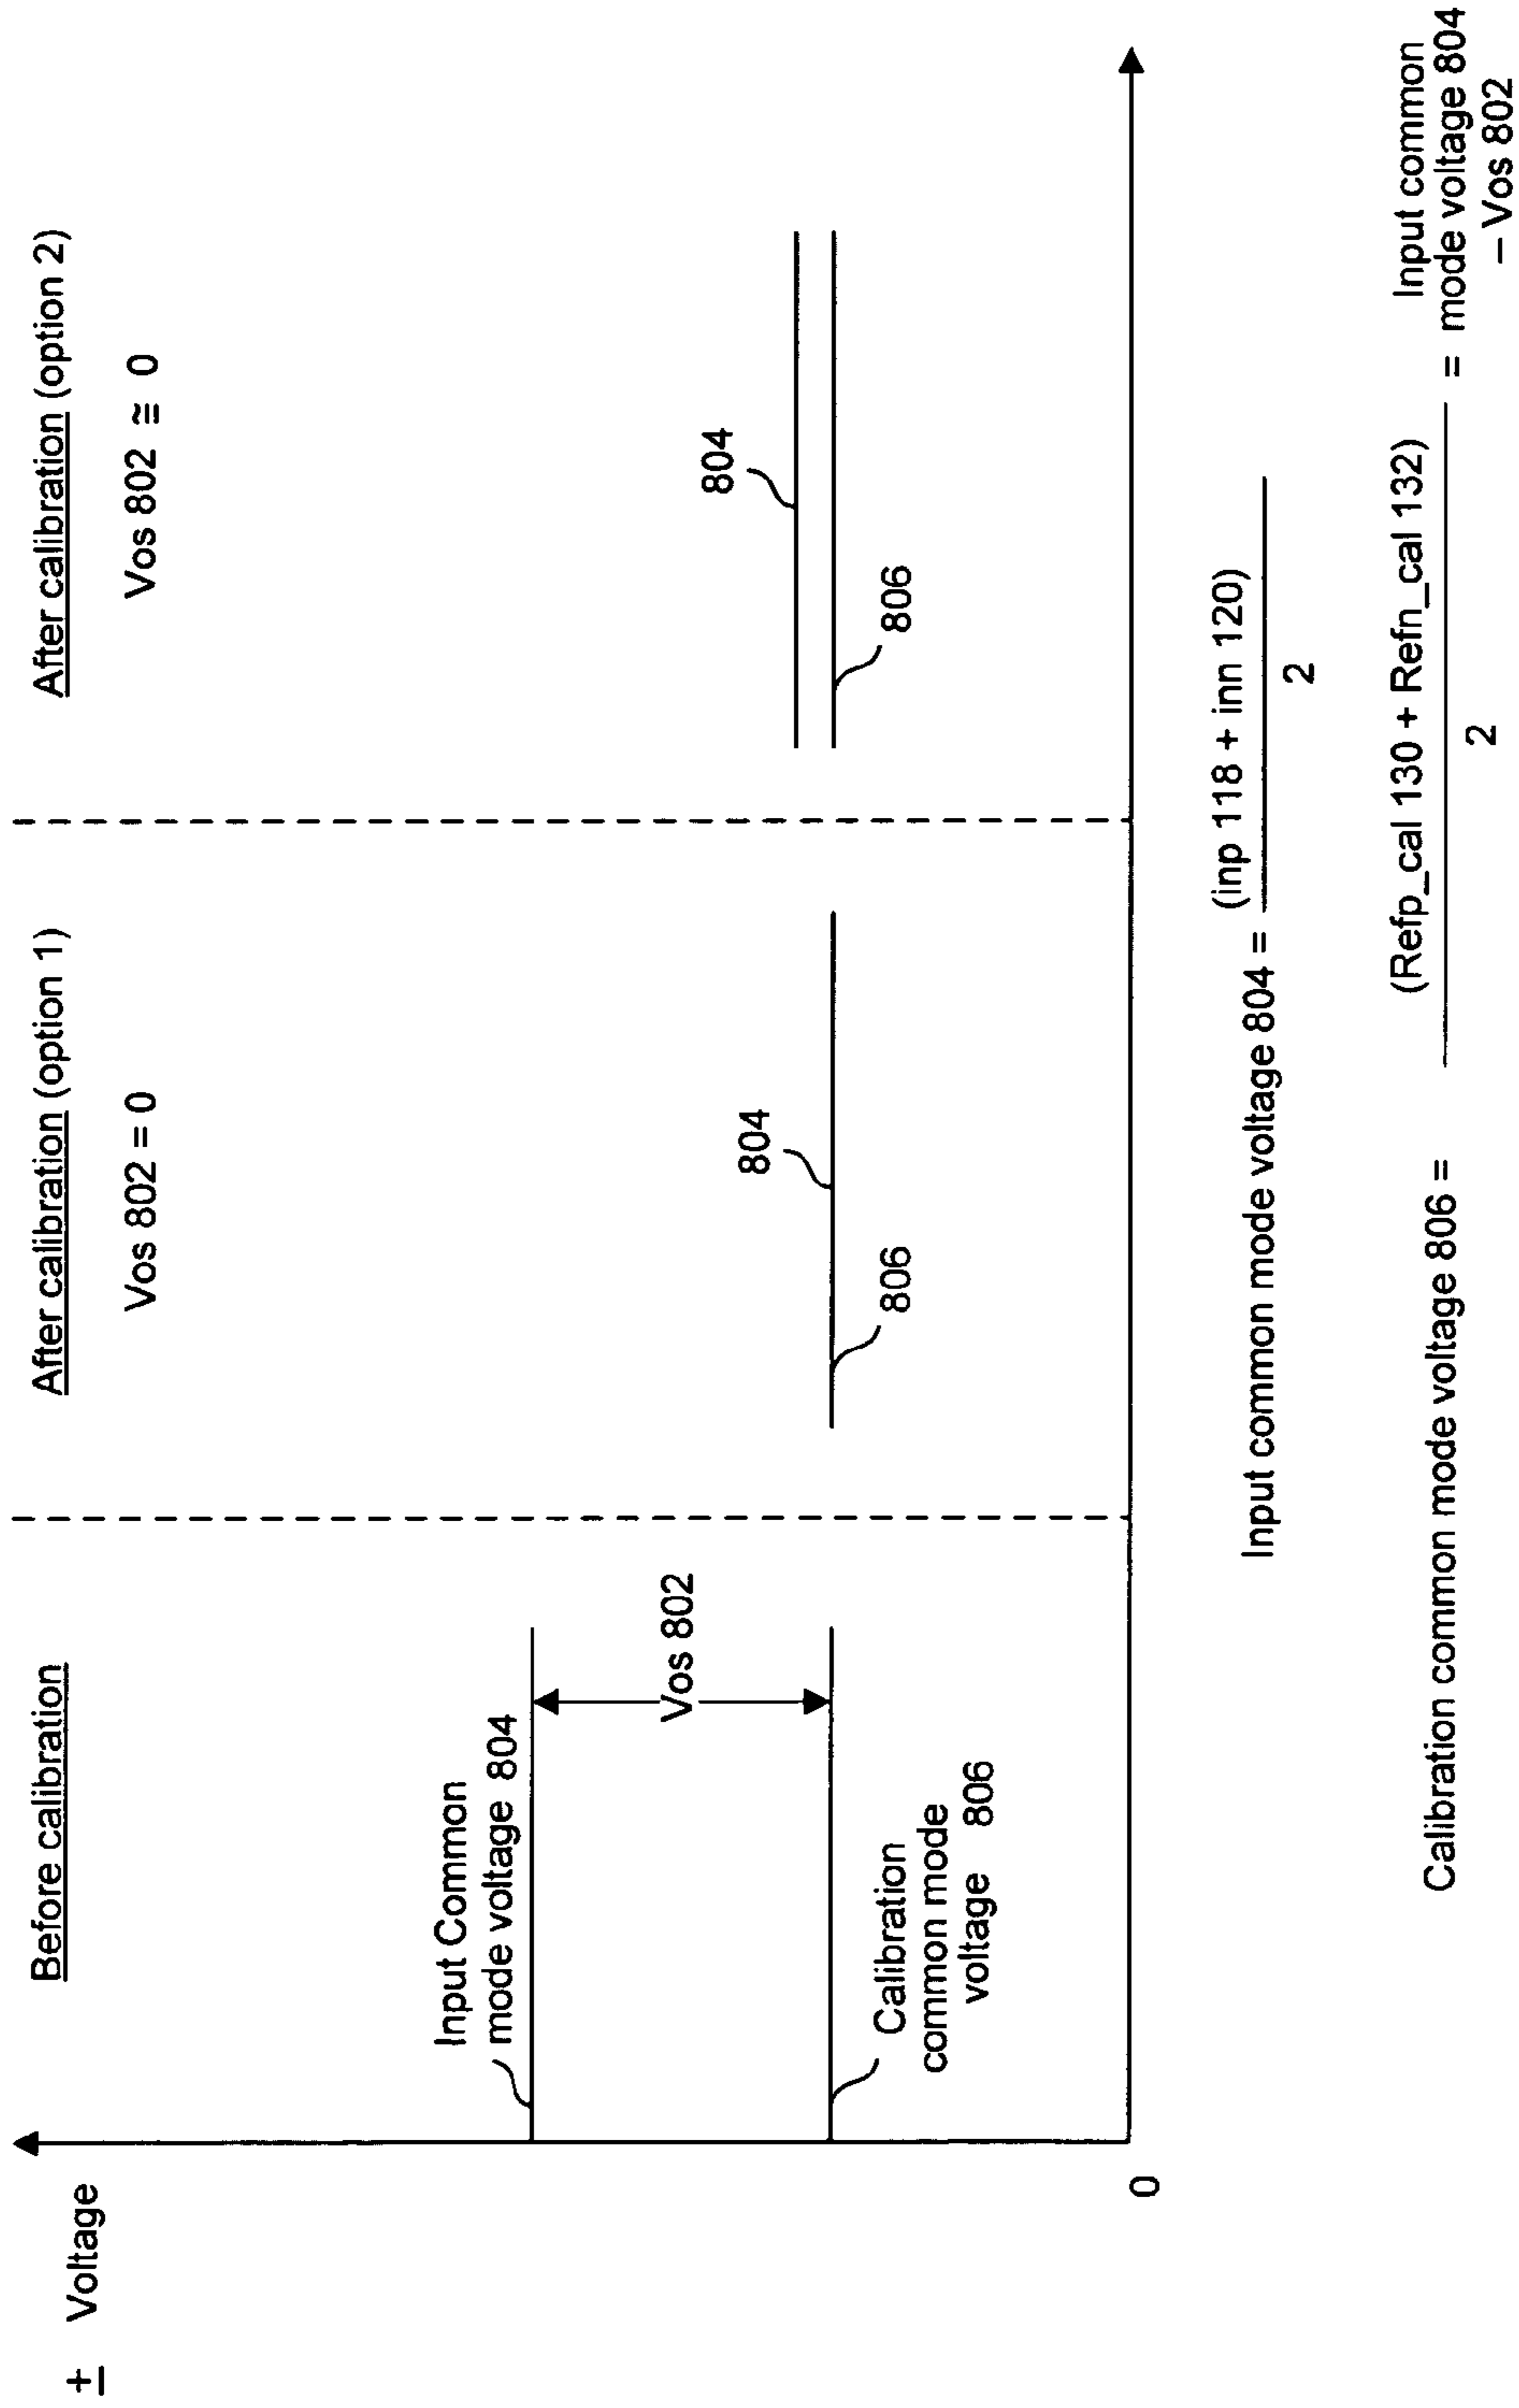 ± Voltage
Before calibration
After calibration (option 1)
After calibration (option 2)
Vos 802 = 0
Vos 802 ≅ 0
Input Common
mode voltage 804
Vos 802
Calibration
common mode
voltage 806
804
806
804
806
0
Input common mode voltage 804 = (inp 118 + inn 120)
2
Calibration common mode voltage 806 = (Refp_cal 130 + Refn_cal 132)
2
= Input common
mode voltage 804
– Vos 802